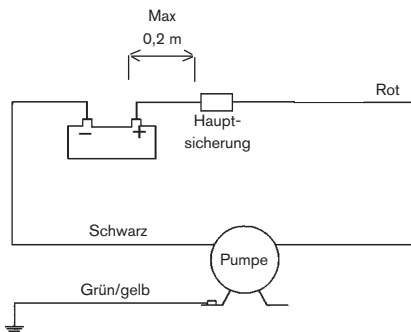 Max
0,2 m
Rot
– +
Haupt-
sicherung
Schwarz
Pumpe
Grün/gelb